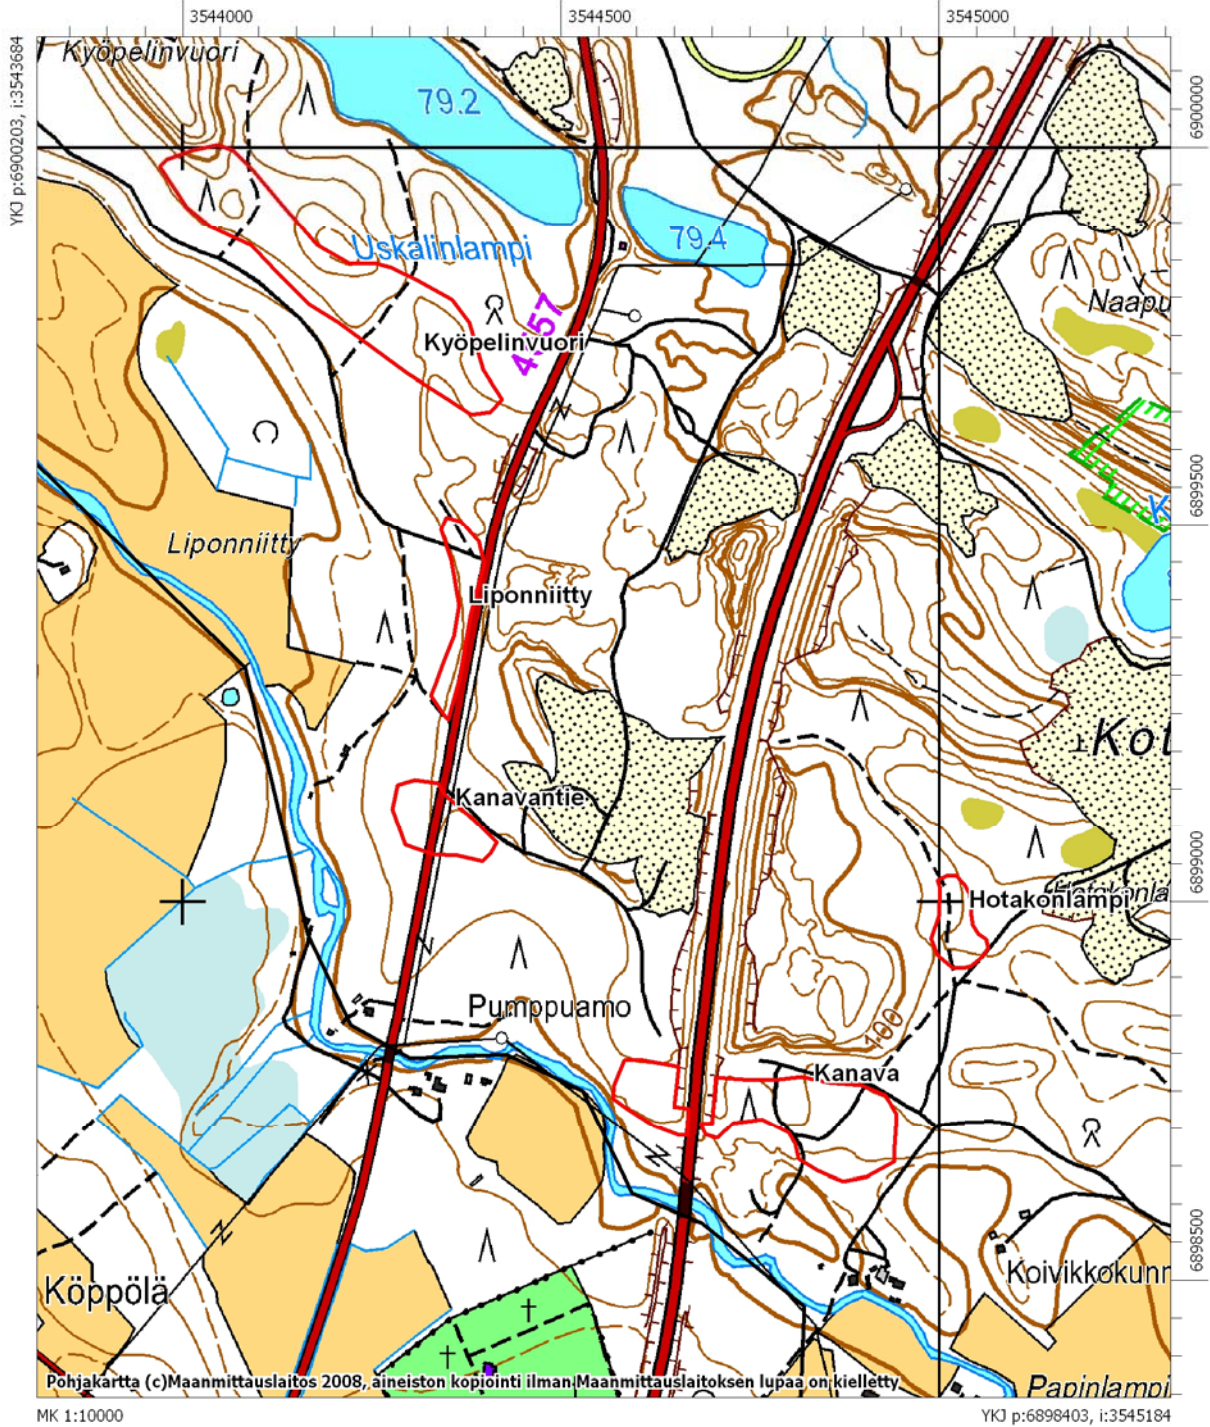 3544000
3544500
3545000
YKJ p:6900203, i:3543684
Kyöpelinvuori
79.2
6900000
79.4
Uskalinlampi
Naapu
Kyöpelinvuori
6899500
K
Liponniitty
Liponniitty
Kot
Kanavantie
6899000
Hotakonlampi
Pumppuamo
100
Kanava
6898500
Köppölä
Koivikkokunn
Pohjakartta (c)Maanmittauslaitos 2008, aineiston kopiointi ilman Maanmittauslaitoksen lupaa on kielletty
Papinlampi
MK 1:10000
YKJ p:6898403, i:3545184